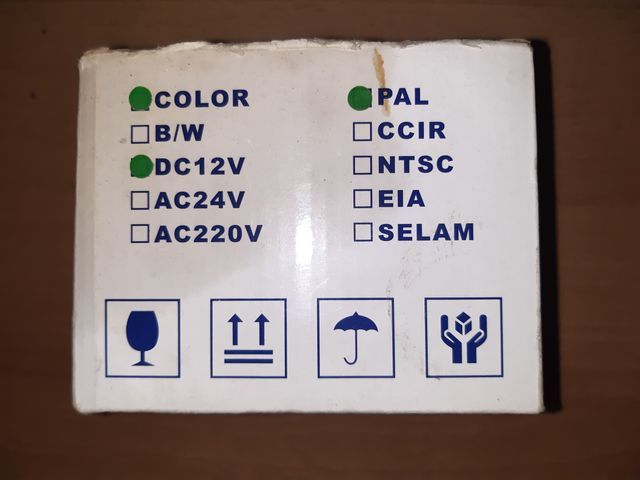 COLOR
B/W
DC12V
AC24V
AC220V
PAL
CCIR
NTSC
EIA
SELAM